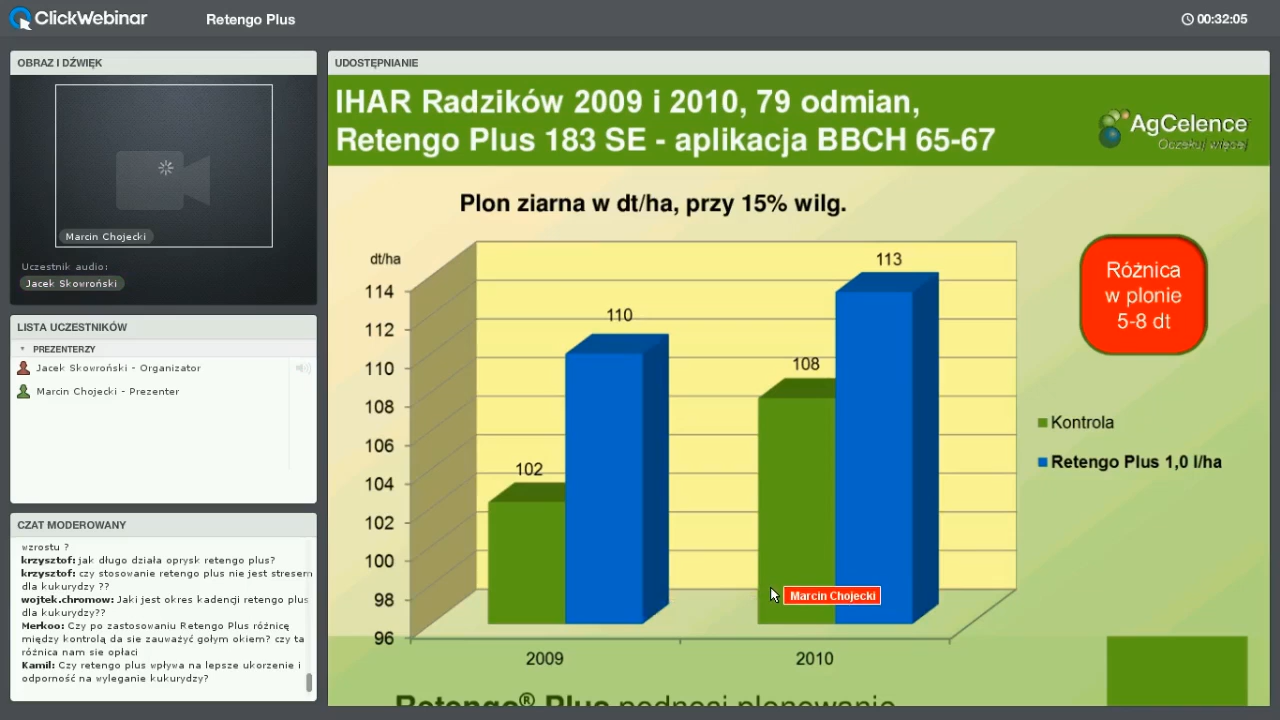 ClickWebinar
Retengo Plus
00:32:05
OBRAZ I DŹWIĘK
Marcin Chojecki
Uczestnik audio:
Jacek Skowroński
LISTA UCZESTNIKÓW
PREZENTERZY
Jacek Skowroński - Organizator
Marcin Chojecki - Prezenter
CZAT MODEROWANY
wzrostu ?
krzysztof: jak długo działa oprysk retengo plus?
krzysztof: czy stosowanie retengo plus nie jest stresem
dla kukurydzy ??
wojtek.chromow: Jaki jest okres kadencji retengo plus
dla kukurydzy??
Merkoo: Czy po zastosowaniu Retengo Plus różnicę
między kontrolą da sie zauważyć gołym okiem? czy ta
różnica nam sie opłaci
Kamil: Czy retengo plus wpływa na lepsze ukorzenie i
odporność na wyleganie kukurydzy?
UDOSTĘPNIANIE
IHAR Radzików 2009 i 2010, 79 odmian,
Retengo Plus 183 SE - aplikacja BBCH 65-67
AgCelence
Oczekuj więcej
Plon ziarna w dt/ha, przy 15% wilg.
dt/ha
114
112
110
108
106
104
102
100
98
96
102
110
108
113
2009
2010
Marcin Chojecki
Różnica
w plonie
5-8 dt
Kontrola
Retengo Plus 1,0 l/ha
Retengo® Plus podnosi plonowanie